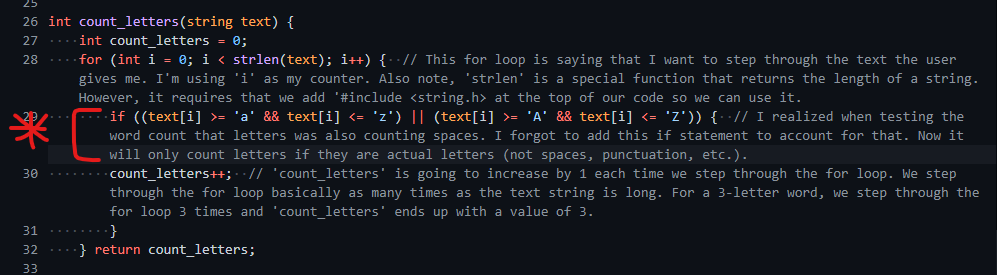 25
26 int count_letters(string text) {
27 ····int count_letters = 0;
28 ····for (int i = 0; i < strlen(text); i++) {··// This for loop is saying that I want to step through the text the user
gives me. I'm using 'i' as my counter. Also note, 'strlen' is a special function that returns the length of a string.
However, it requires that we add '#include <string.h> at the top of our code so we can use it.
29 ········if ((text[i] >= 'a' && text[i] <= 'z') || (text[i] >= 'A' && text[i] <= 'Z')) {··// I realized when testing the
word count that letters was also counting spaces. I forgot to add this if statement to account for that. Now it
will only count letters if they are actual letters (not spaces, punctuation, etc.).
30 ········count_letters++;··// 'count_letters' is going to increase by 1 each time we step through the for loop. We step
through the for loop basically as many times as the text string is long. For a 3-letter word, we step through the
for loop 3 times and 'count_letters' ends up with a value of 3.
31 ········}
32 ····} return count_letters;
33